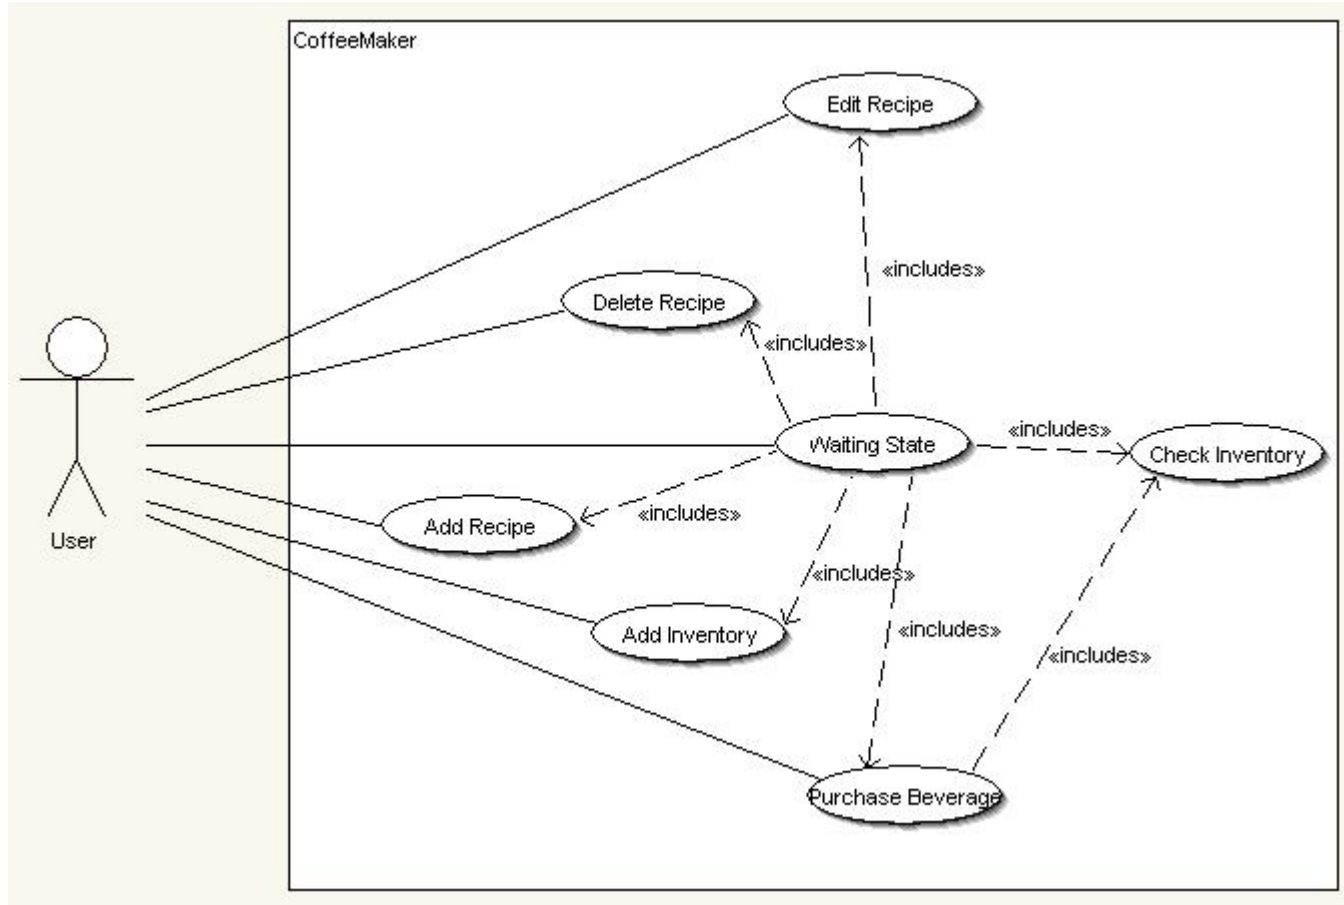 CoffeeMaker
Edit Recipe
«includes»
Delete Recipe
«includes»
Waiting State
«includes»
Check Inventory
«includes»
Add Recipe
User
«includes»
Add Inventory
«includes»
«includes»
Purchase Beverage